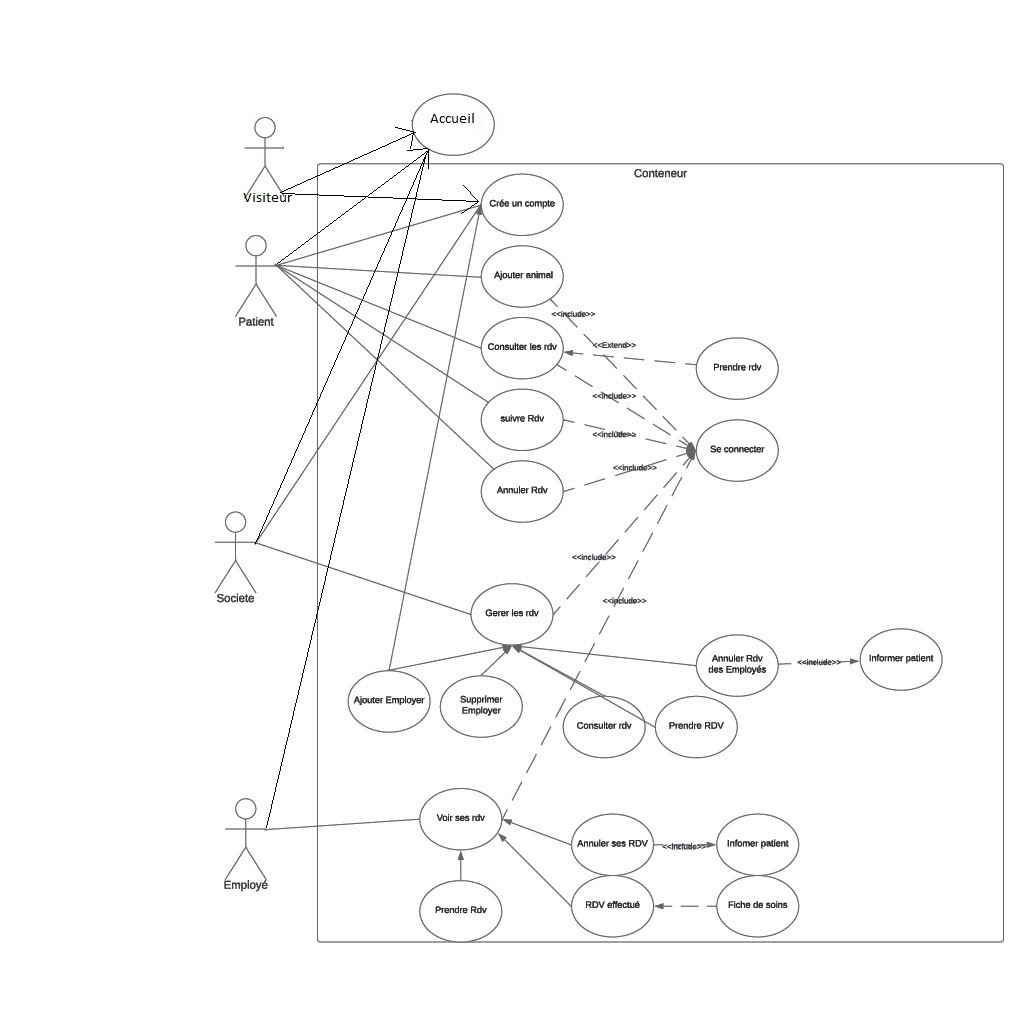 Accueil
Visiteur
Conteneur
Crée un compte
Patient
Ajouter animal
<<include>>
Consulter les rdv
<<Extend>>
Prendre rdv
<<include>>
suivre Rdv
<<include>>
Se connecter
<<include>>
Annuler Rdv
Societe
<<include>>
<<include>>
Gerer les rdv
Annuler Rdv
des Employés
<<include>>
Informer patient
Ajouter Employer
Supprimer
Employer
Consulter rdv
Prendre RDV
Employé
Voir ses rdv
Annuler ses RDV
<<include>>
Infomer patient
Prendre Rdv
RDV effectué
Fiche de soins